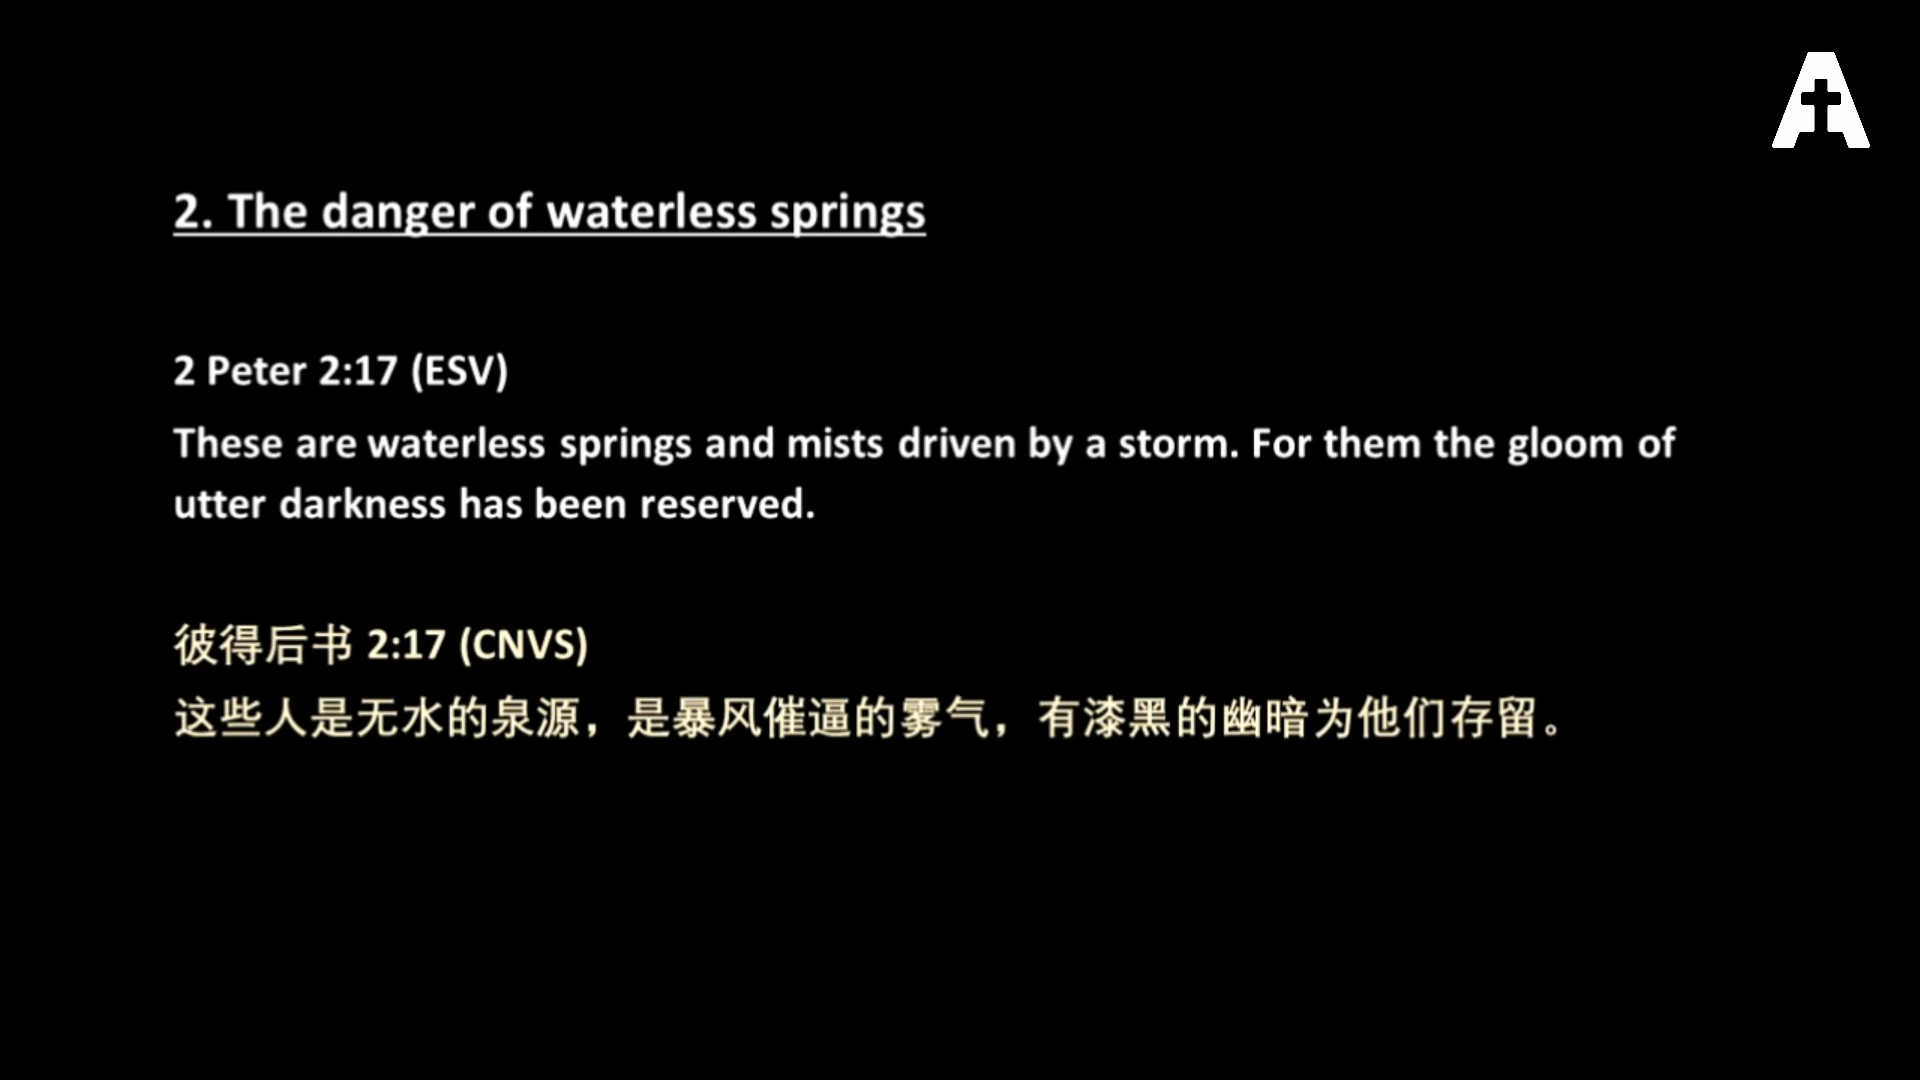 2. The danger of waterless springs
2 Peter 2:17 (ESV)
These are waterless springs and mists driven by a storm. For them the gloom of
utter darkness has been reserved.
彼得后书 2:17 (CNVS)
这些人是无水的泉源，是暴风催逼的雾气，有漆黑的幽暗为他们存留。